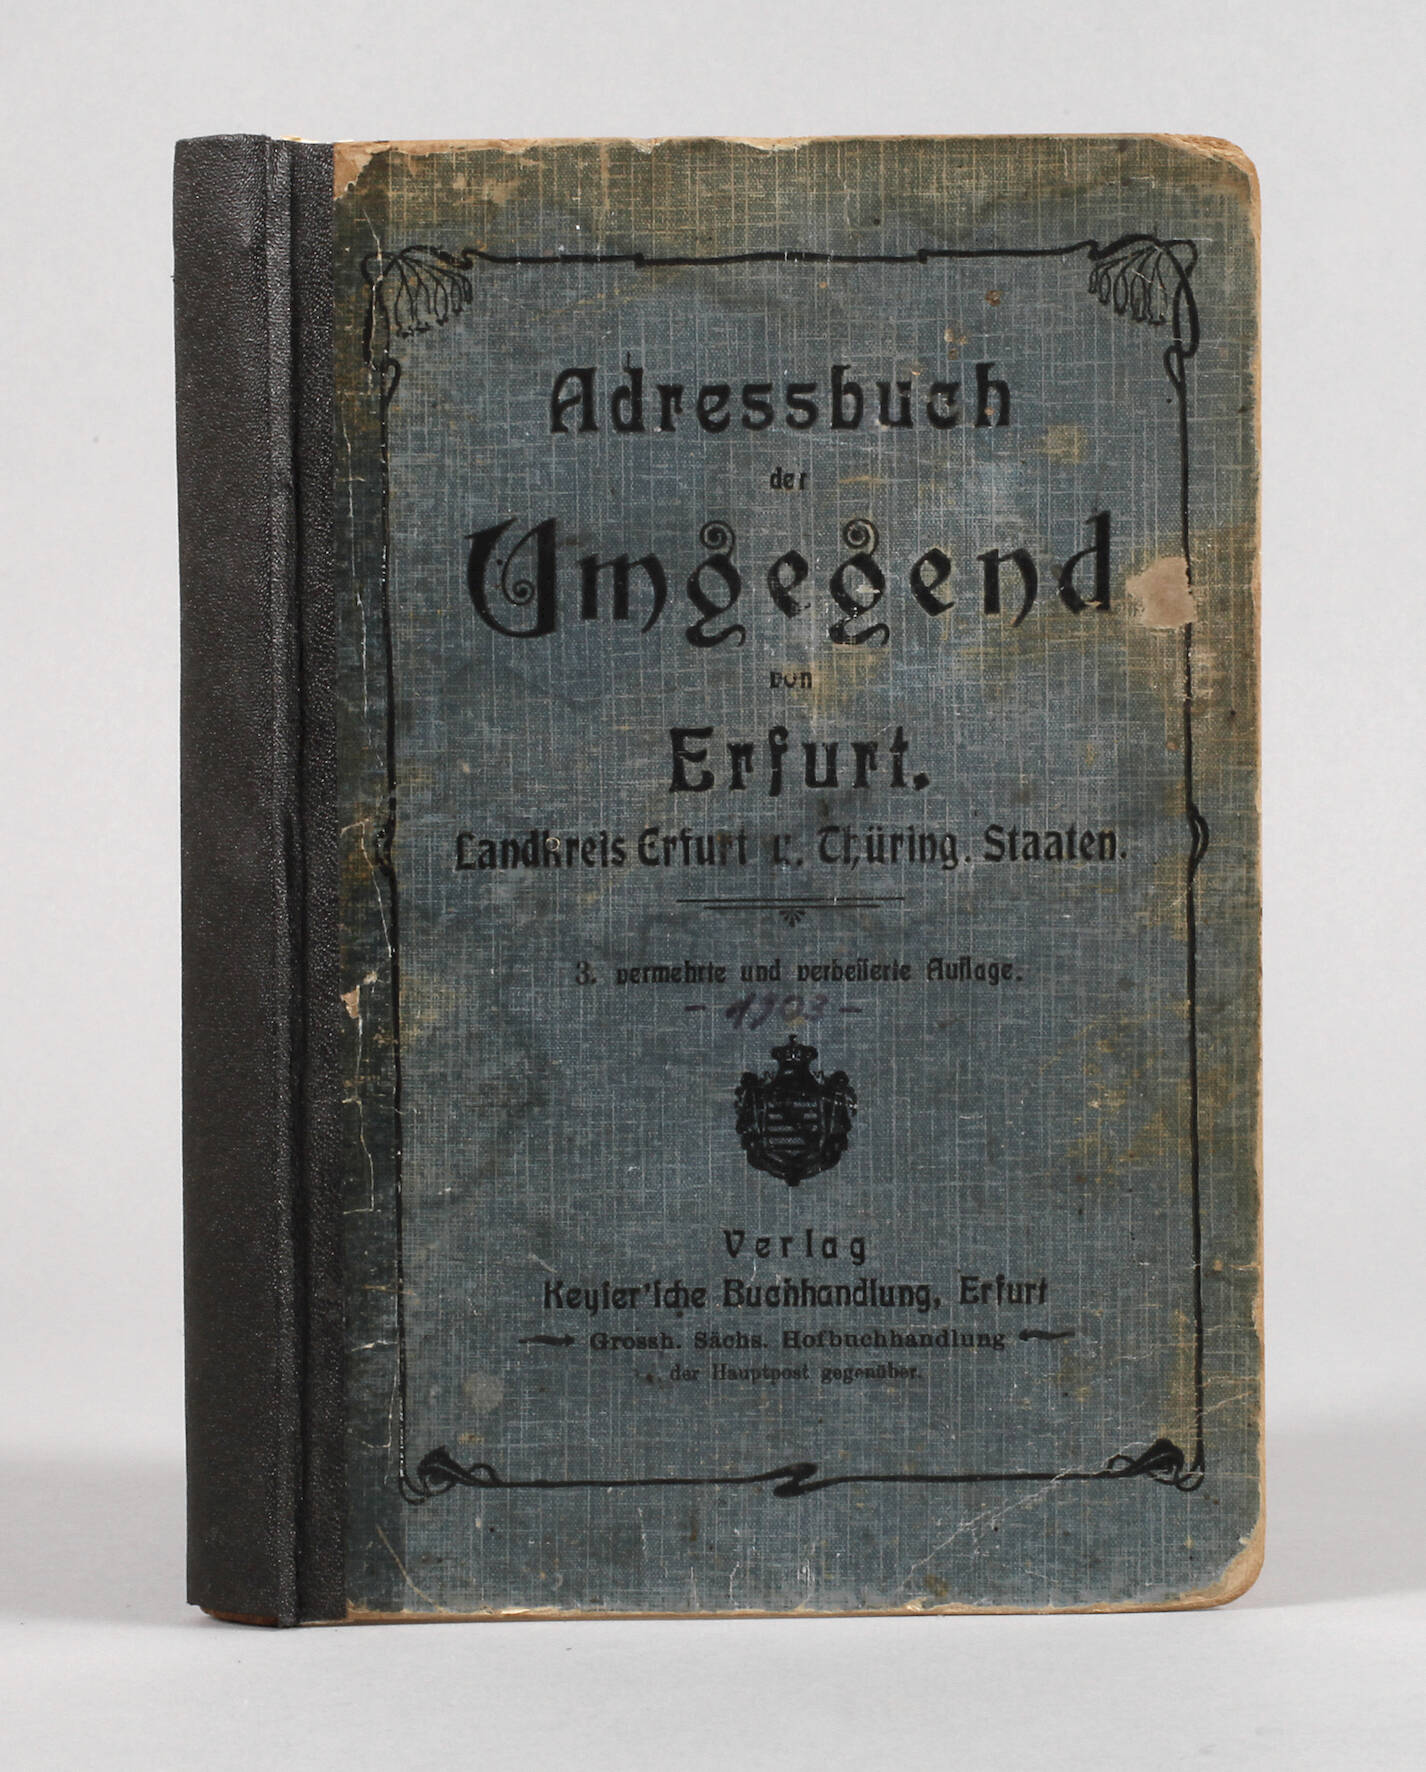 Adressbuch
der
Umgegend
von
Erfurt.
Landkreis Erfurt u. Thüring. Staaten.
3. vermehrte und verbesserte Auflage.
- 1903 -
Verlag
Keyser'sche Buchhandlung, Erfurt
Grossh. Sächs. Hofbuchhandlung
der Hauptpost gegenüber.